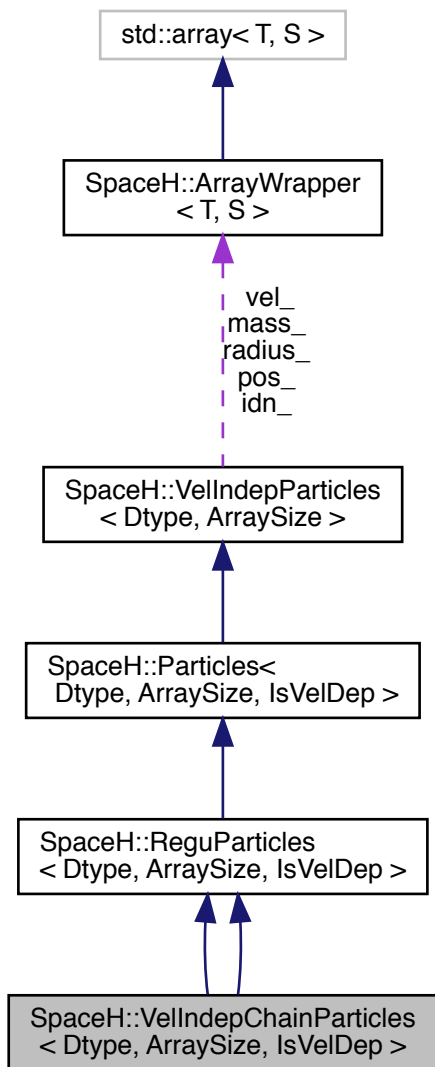 std::array< T, S >
SpaceH::ArrayWrapper
< T, S >
vel_
mass_
radius_
pos_
idn_
SpaceH::VelIndepParticles
< Dtype, ArraySize >
SpaceH::Particles<
Dtype, ArraySize, IsVelDep >
SpaceH::ReguParticles
< Dtype, ArraySize, IsVelDep >
SpaceH::VelIndepChainParticles
< Dtype, ArraySize, IsVelDep >